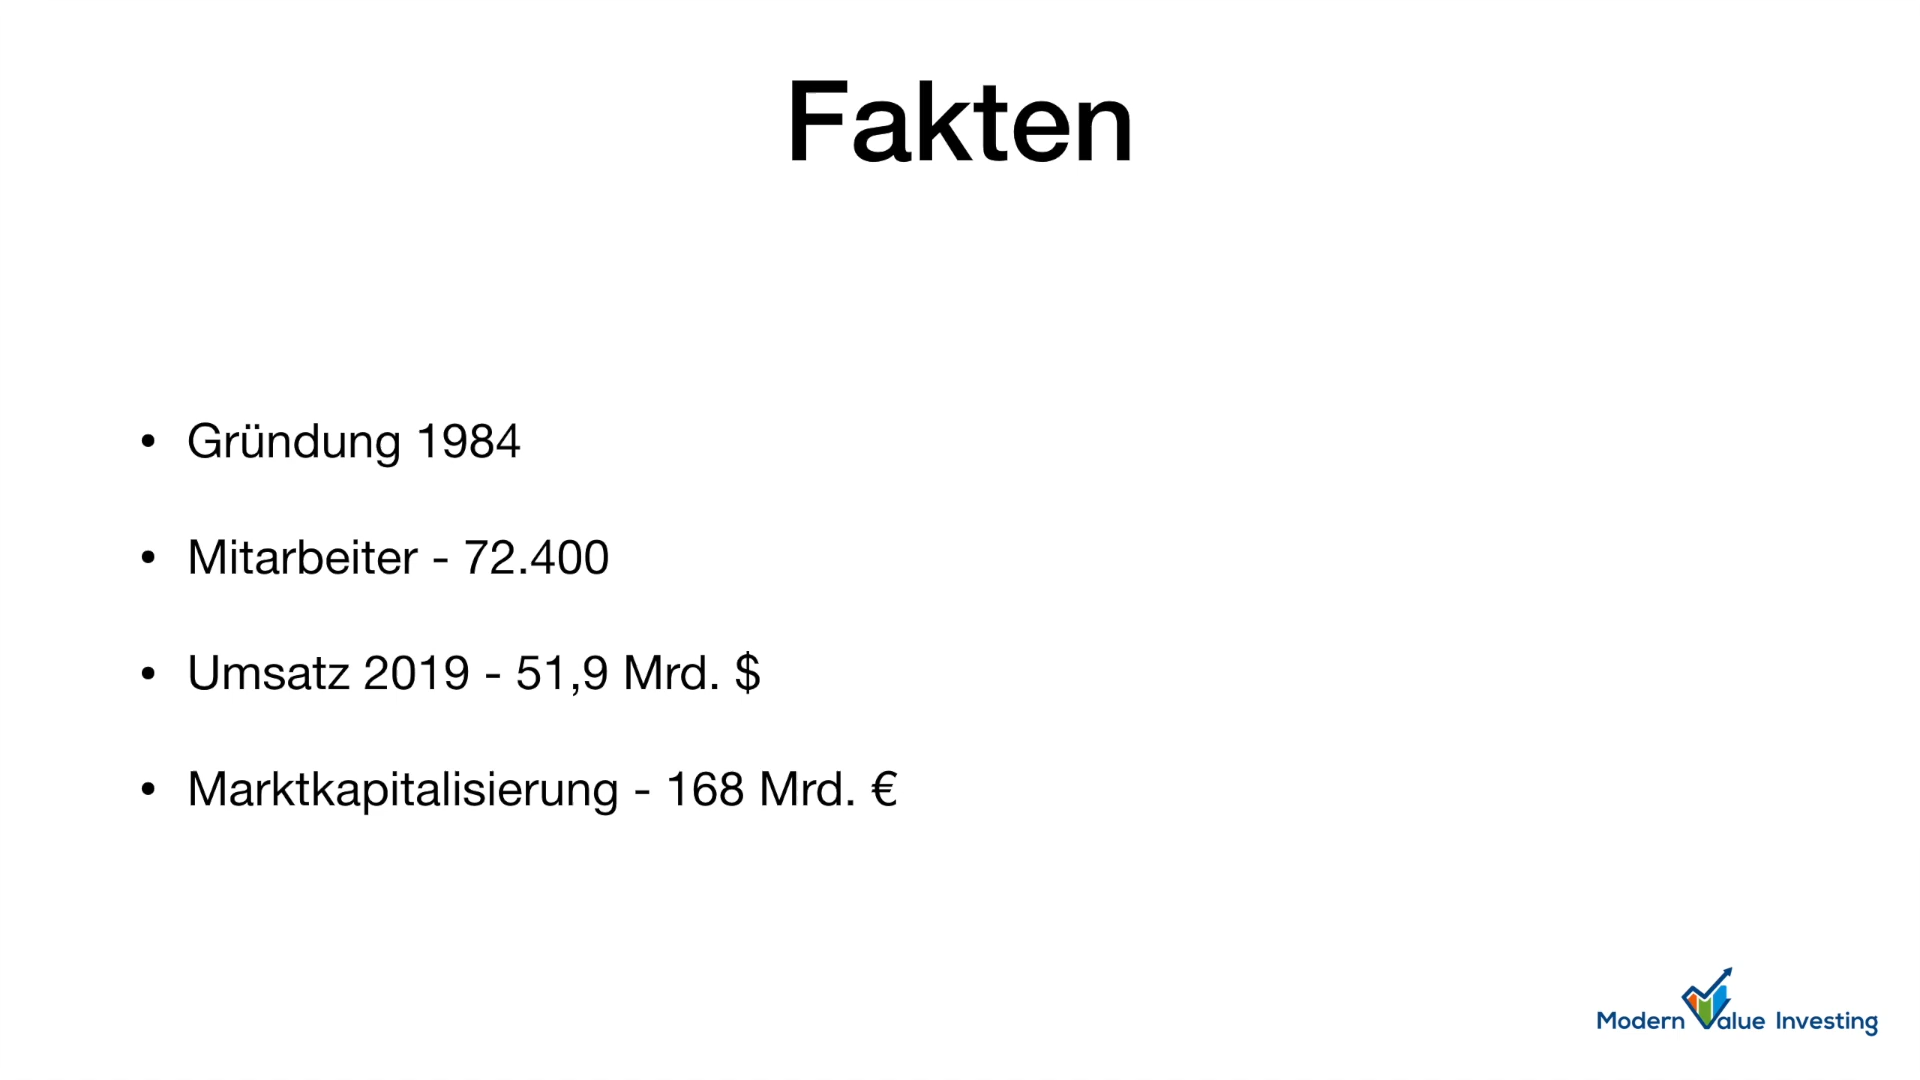 Fakten
• Gründung 1984
• Mitarbeiter - 72.400
• Umsatz 2019 - 51,9 Mrd. $
• Marktkapitalisierung - 168 Mrd. €
Modern Value Investing